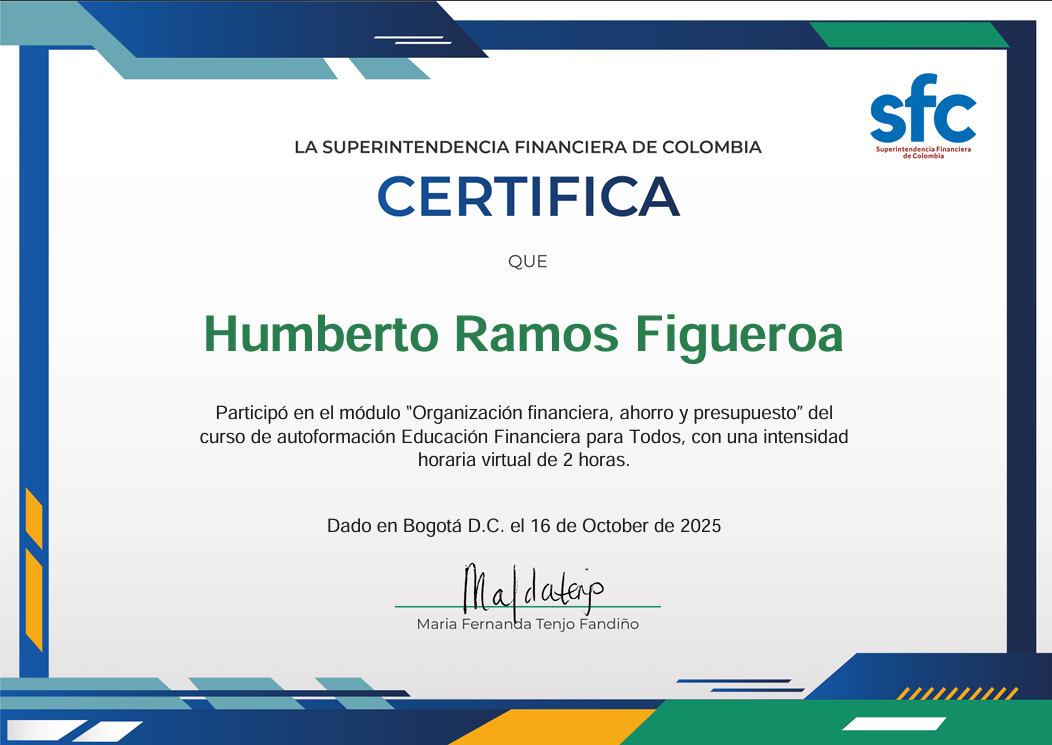 sfc
Superintendencia Financiera
de Colombia
LA SUPERINTENDENCIA FINANCIERA DE COLOMBIA
CERTIFICA
QUE
Humberto Ramos Figueroa
Participó en el módulo “Organización financiera, ahorro y presupuesto” del
curso de autoformación Educación Financiera para Todos, con una intensidad
horaria virtual de 2 horas.
Dado en Bogotá D.C. el 16 de October de 2025
Maria Fernanda Tenjo Fandiño